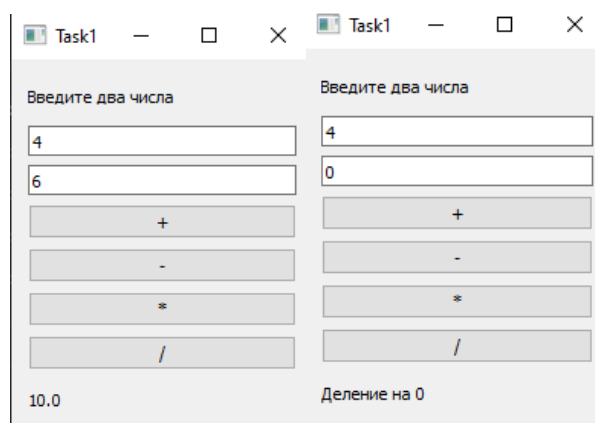 Task1
Введите два числа
4
6
+
-
*
/
10.0
Task1
Введите два числа
4
0
+
-
*
/
Деление на 0